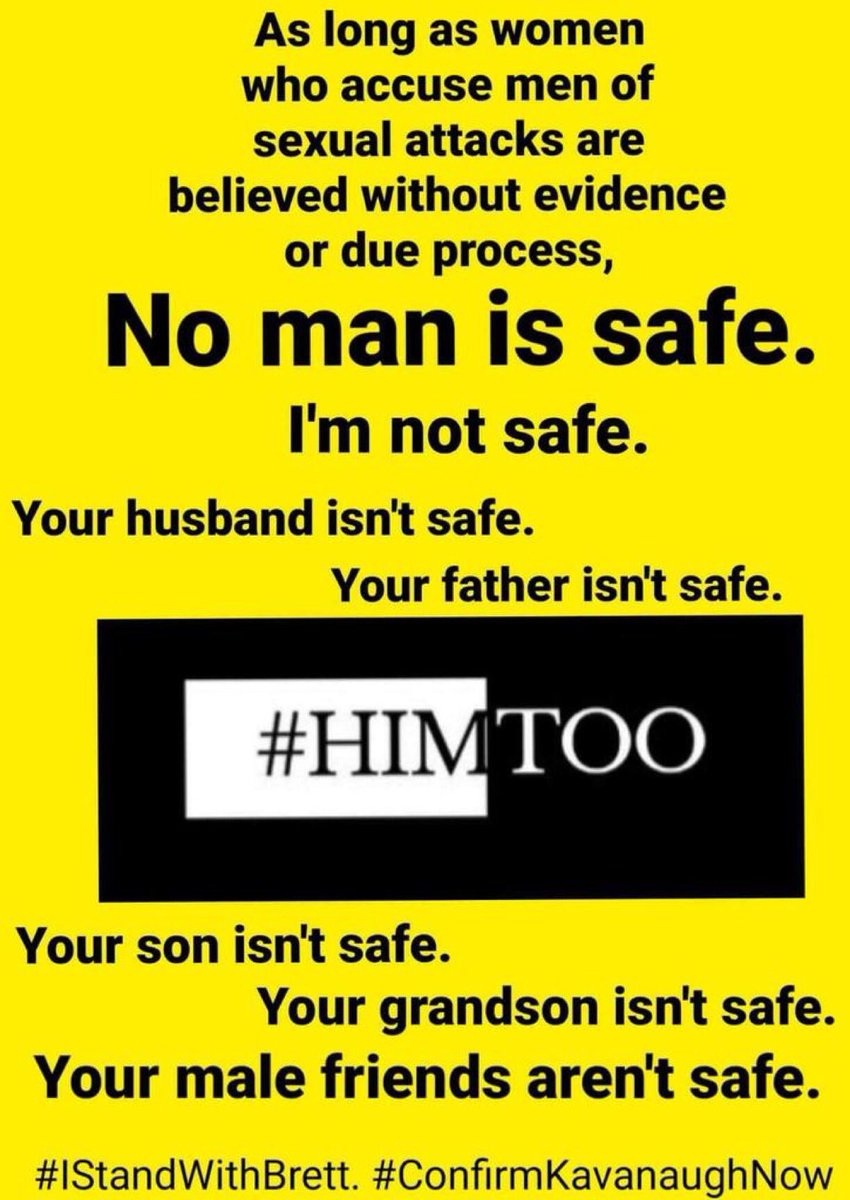 As long as women
who accuse men of
sexual attacks are
believed without evidence
or due process,
No man is safe.
I'm not safe.
Your husband isn't safe.
Your father isn't safe.
#HIMTOO
Your son isn't safe.
Your grandson isn't safe.
Your male friends aren't safe.
#IStandWithBrett. #ConfirmKavanaughNow